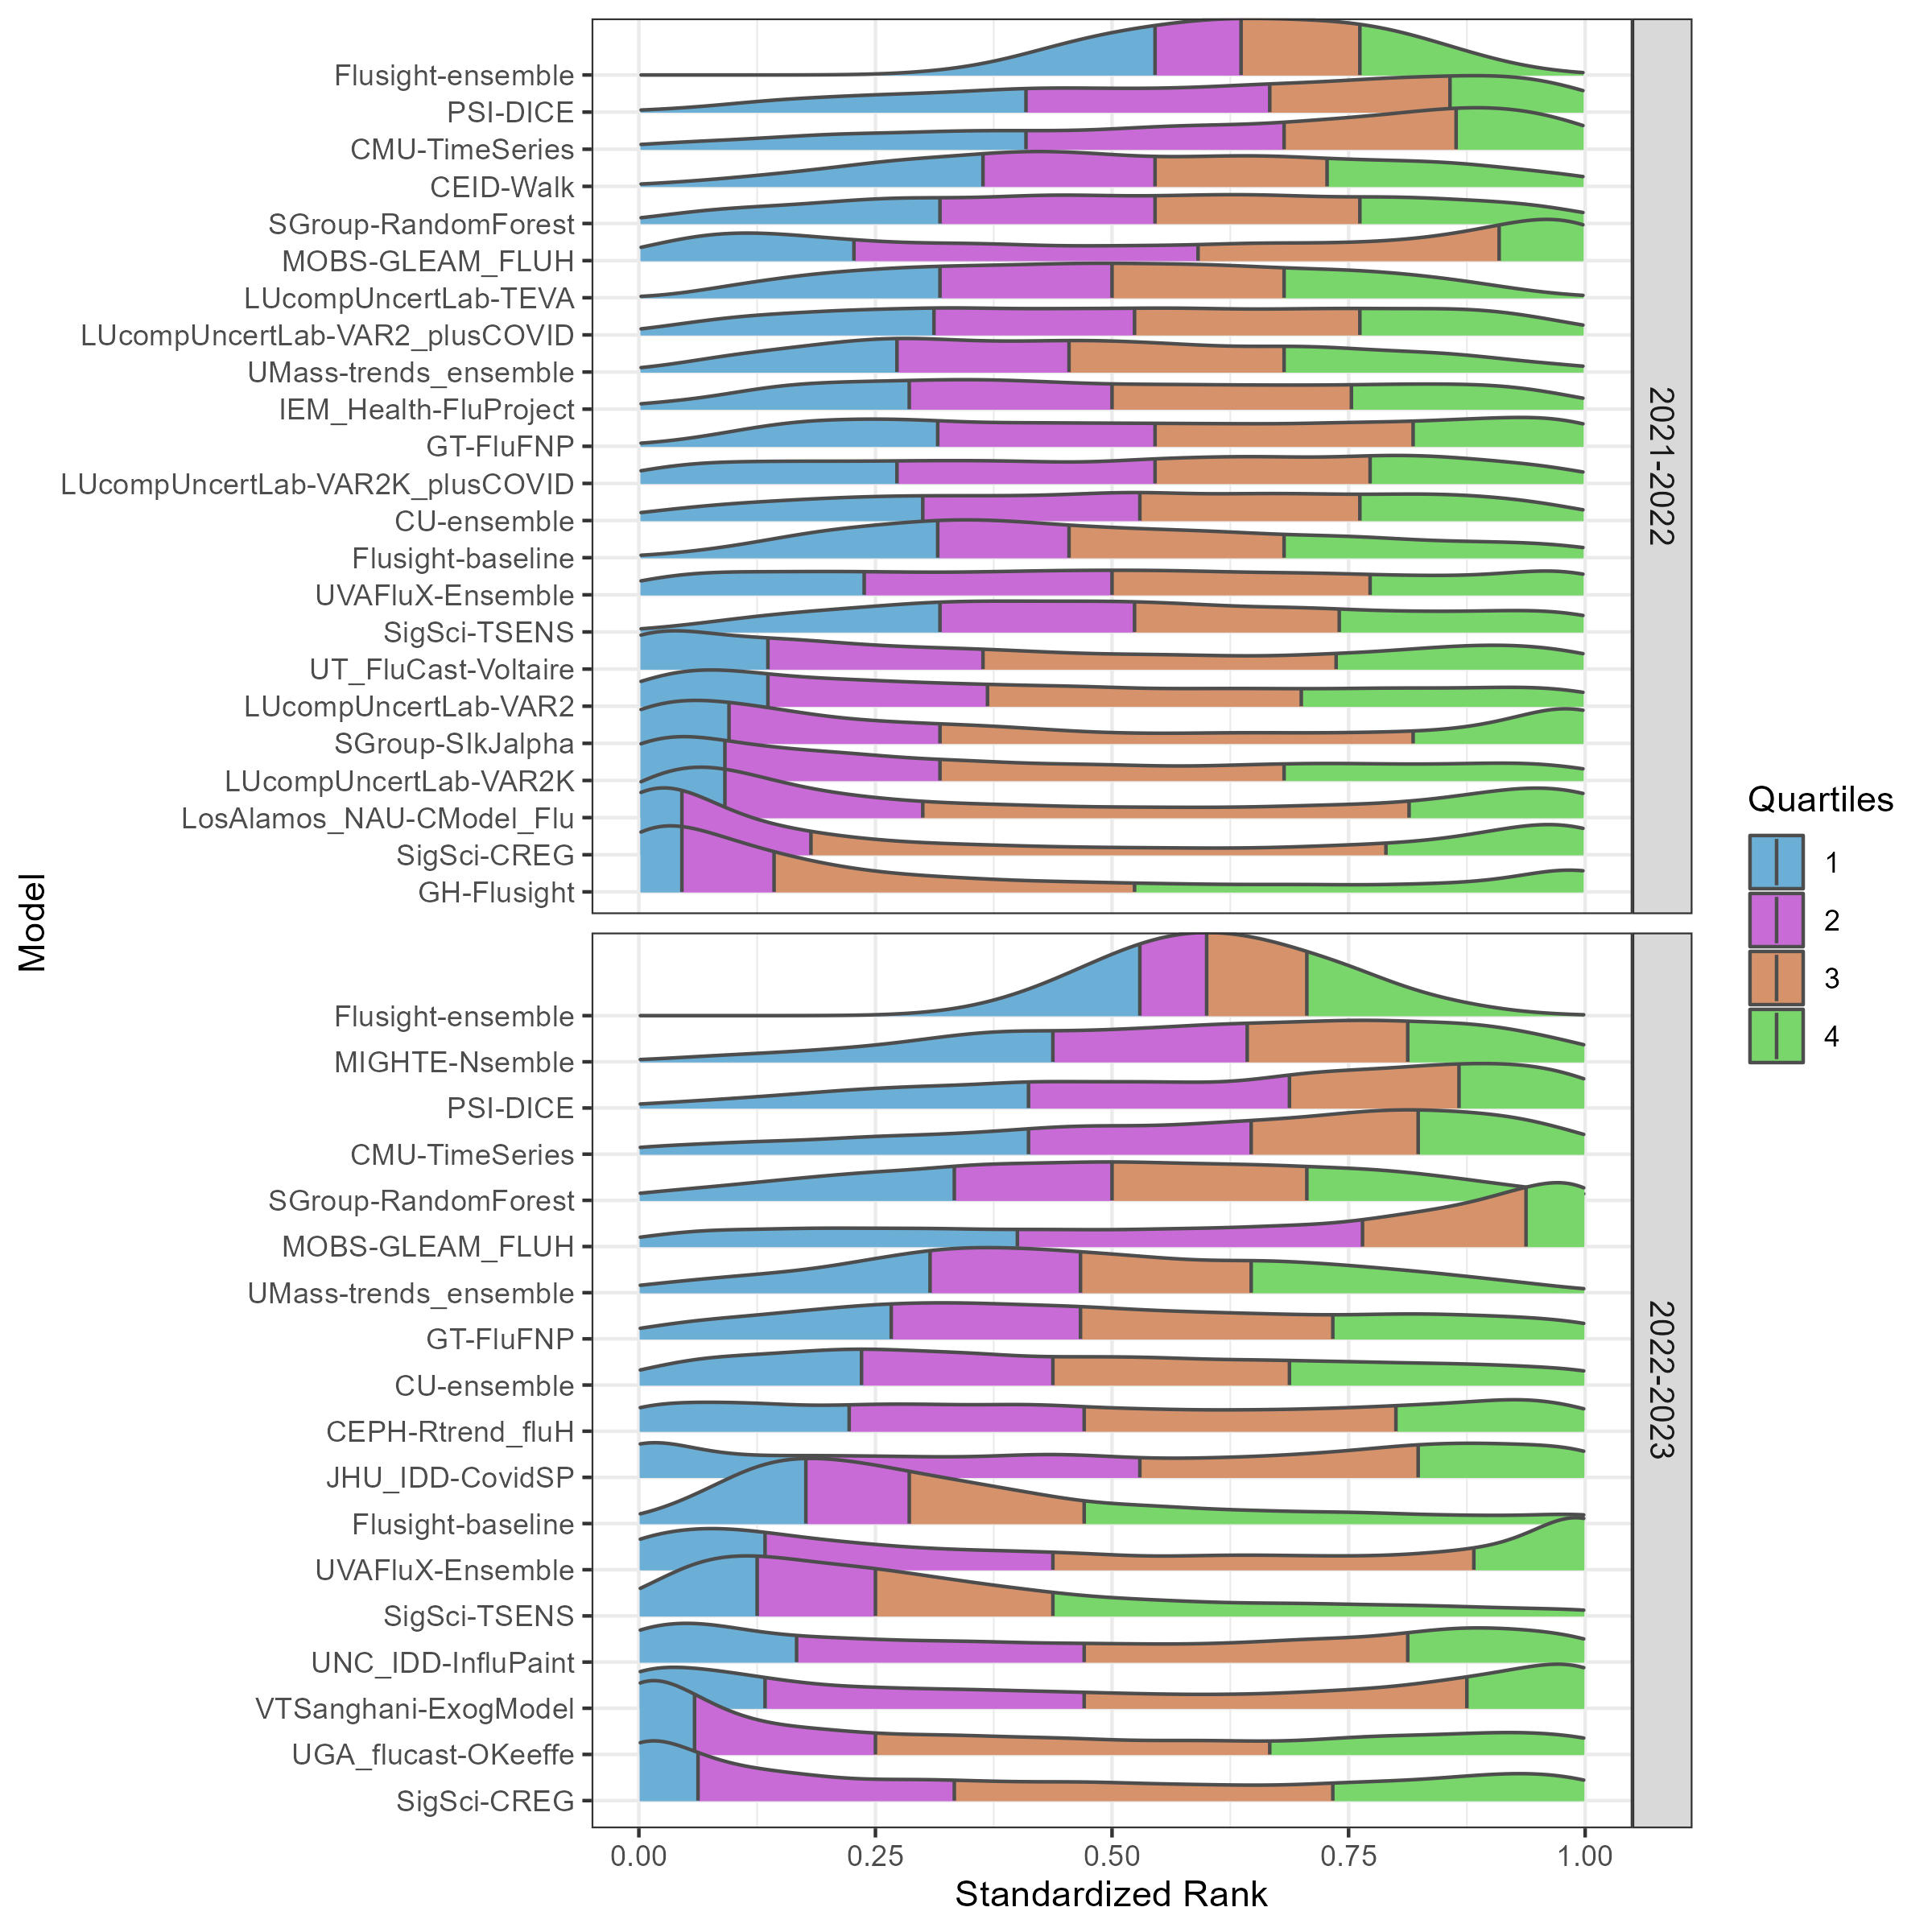 Model
Flusight-ensemble
PSI-DICE
CMU-TimeSeries
CEID-Walk
SGroup-RandomForest
MOBS-GLEAM_FLUH
LUcompUncertLab-TEVA
LUcompUncertLab-VAR2_plusCOVID
UMass-trends_ensemble
IEM_Health-FluProject
GT-FluFNP
LUcompUncertLab-VAR2K_plusCOVID
CU-ensemble
Flusight-baseline
UVAFluX-Ensemble
SigSci-TSENS
UT_FluCast-Voltaire
LUcompUncertLab-VAR2
SGroup-SIkJalpha
LUcompUncertLab-VAR2K
LosAlamos_NAU-CModel_Flu
SigSci-CREG
GH-Flusight
2021-2022
Flusight-ensemble
MIGHTE-Nsemble
PSI-DICE
CMU-TimeSeries
SGroup-RandomForest
MOBS-GLEAM_FLUH
UMass-trends_ensemble
GT-FluFNP
CU-ensemble
CEPH-Rtrend_fluH
JHU_IDD-CovidSP
Flusight-baseline
UVAFluX-Ensemble
SigSci-TSENS
UNC_IDD-InfluPaint
VTSanghani-ExogModel
UGA_flucast-OKeeffe
SigSci-CREG
2022-2023
0.00 0.25 0.50 0.75 1.00
Standardized Rank
Quartiles
1
2
3
4